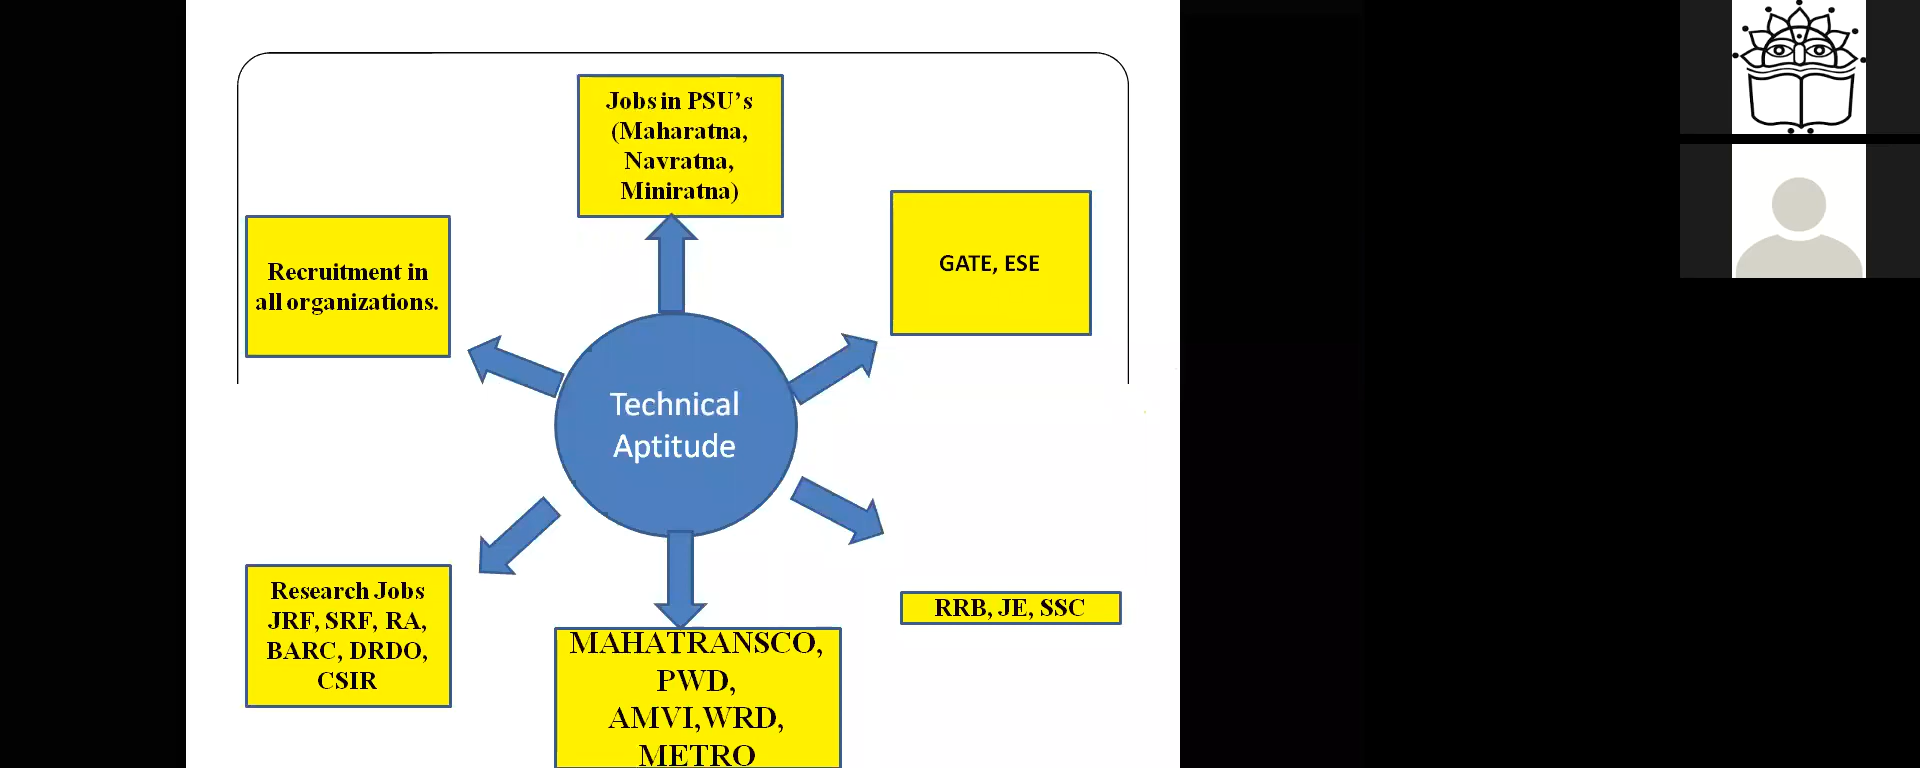 Jobs in PSU’s
(Maharatna,
Navratna,
Miniratna)
GATE, ESE
Recruitment in
all organizations.
Technical
Aptitude
Research Jobs
JRF, SRF, RA,
BARC, DRDO,
CSIR
RRB, JE, SSC
MAHATRANSCO,
PWD,
AMVI,WRD,
METRO